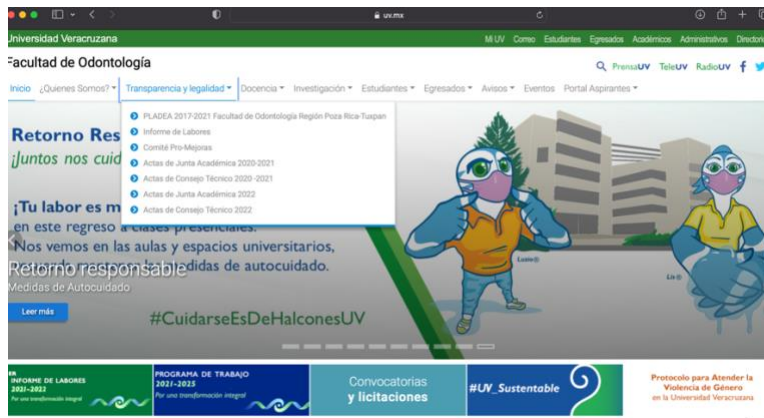 uv.mx
Universidad Veracruzana
MiUV Correo Estudiantes Egresados Académicos Administrativos Directorio
Facultad de Odontología
PrensaUV TeleUV RadioUV
Inicio ¿Quienes Somos? Transparencia y legalidad Docencia Investigación Estudiantes Egresados Avisos Eventos Portal Aspirantes
PLADEA 2017-2021 Facultad de Odontología Región Poza Rica-Tuxpan
Informe de Labores
Comité Pro-Mejoras
Actas de Junta Académica 2020-2021
Actas de Consejo Técnico 2020 -2021
Actas de Junta Académica 2022
Actas de Consejo Técnico 2022
Retorno Res
¡Juntos nos cuid
¡Tu labor es m
en este regreso a clases presenciales.
Nos vemos en las aulas y espacios universitarios,
medidas de autocuidado.
Retorno responsable
Medidas de Autocuidado
Leer más
#CuidarseEsDeHalconesUV
Luzio®
Lis®
ER
INFORME DE LABORES
2021-2022
Por una transformación integral
PROGRAMA DE TRABAJO
2021-2025
Por una transformación integral
Convocatorias
y licitaciones
#UV_Sustentable
Protocolo para Atender la
Violencia de Género
en la Universidad Veracruzana